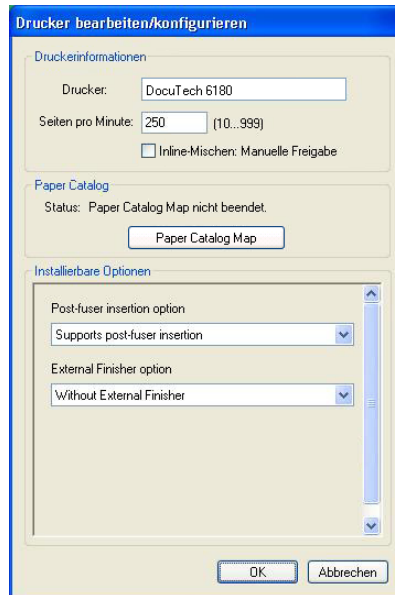 Drucker bearbeiten/konfigurieren
Druckerinformationen
Drucker: DocuTech 6180
Seiten pro Minute: 250 (10...999)
Inline-Mischen: Manuelle Freigabe
Paper Catalog
Status: Paper Catalog Map nicht beendet.
Paper Catalog Map
Installierbare Optionen
Post-fuser insertion option
Supports post-fuser insertion
External Finisher option
Without External Finisher
OK Abbrechen